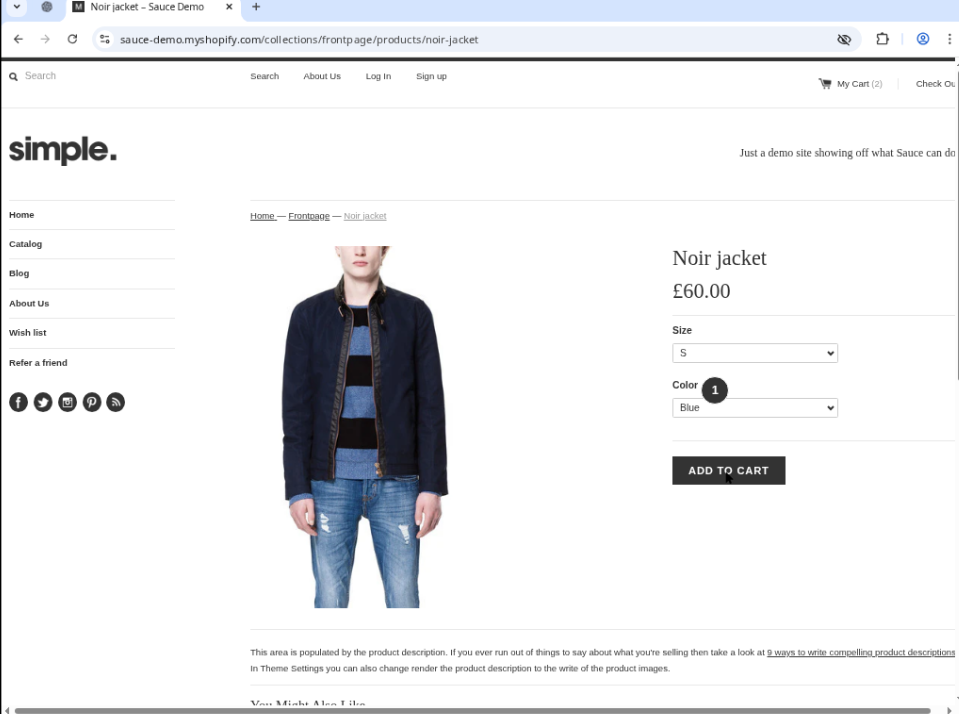 Noir jacket – Sauce Demo
sauce-demo.myshopify.com/collections/frontpage/products/noir-jacket
Search
Search About Us Log In Sign up
My Cart (2) Check Ou
simple.
Just a demo site showing off what Sauce can do
Home
Catalog
Blog
About Us
Wish list
Refer a friend
Home — Frontpage — Noir jacket
Noir jacket
£60.00
Size
S
Color
1
Blue
ADD TO CART
This area is populated by the product description. If you ever run out of things to say about what you're selling then take a look at 9 ways to write compelling product descriptions
In Theme Settings you can also change render the product description to the write of the product images.
You Might Also Like